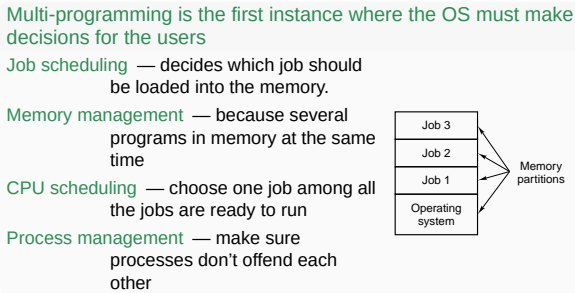 Multi-programming is the first instance where the OS must make
decisions for the users
Job scheduling — decides which job should
be loaded into the memory.
Memory management — because several
programs in memory at the same
time
CPU scheduling — choose one job among all
the jobs are ready to run
Process management — make sure
processes don’t offend each
other
Job 3
Job 2
Job 1
Operating
system
Memory
partitions